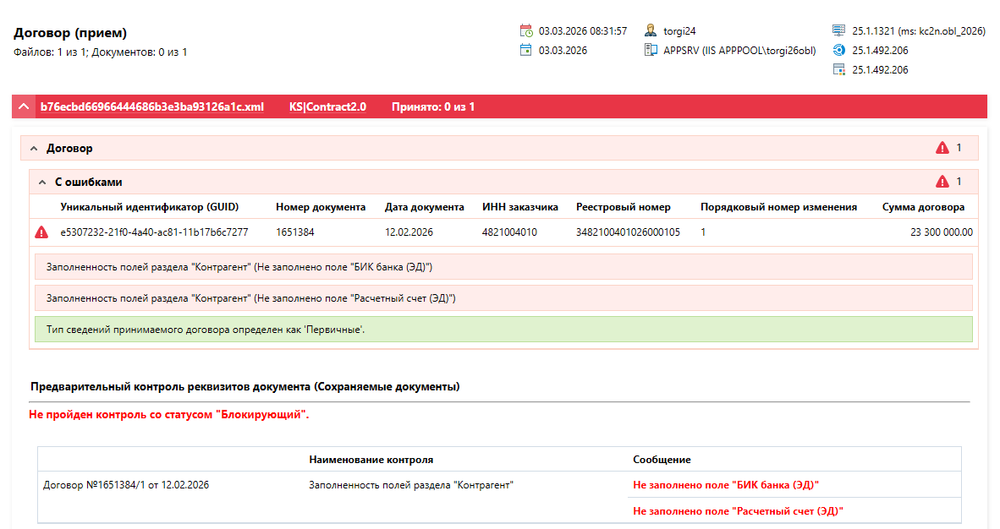 Договор (прием)
Файлов: 1 из 1; Документов: 0 из 1
03.03.2026 08:31:57
03.03.2026
torgi24
APPSRV (IIS APPPOOL\torgi26obl)
25.1.1321 (ms: kc2n.obl_2026)
25.1.492.206
25.1.492.206
b76ecbd66966444686b3e3ba93126a1c.xml KS|Contract2.0 Принято: 0 из 1
Договор 1
С ошибками 1
Уникальный идентификатор (GUID) Номер документа Дата документа ИНН заказчика Реестровый номер Порядковый номер изменения Сумма договора
e5307232-21f0-4a40-ac81-11b17b6c7277 1651384 12.02.2026 4821004010 3482100401026000105 1 23 300 000.00
Заполненность полей раздела "Контрагент" (Не заполнено поле "БИК банка (ЭД)")
Заполненность полей раздела "Контрагент" (Не заполнено поле "Расчетный счет (ЭД)")
Тип сведений принимаемого договора определен как 'Первичные'.
Предварительный контроль реквизитов документа (Сохраняемые документы)
Не пройден контроль со статусом "Блокирующий".
Наименование контроля Сообщение
Договор №1651384/1 от 12.02.2026 Заполненность полей раздела "Контрагент" Не заполнено поле "БИК банка (ЭД)"
Не заполнено поле "Расчетный счет (ЭД)"